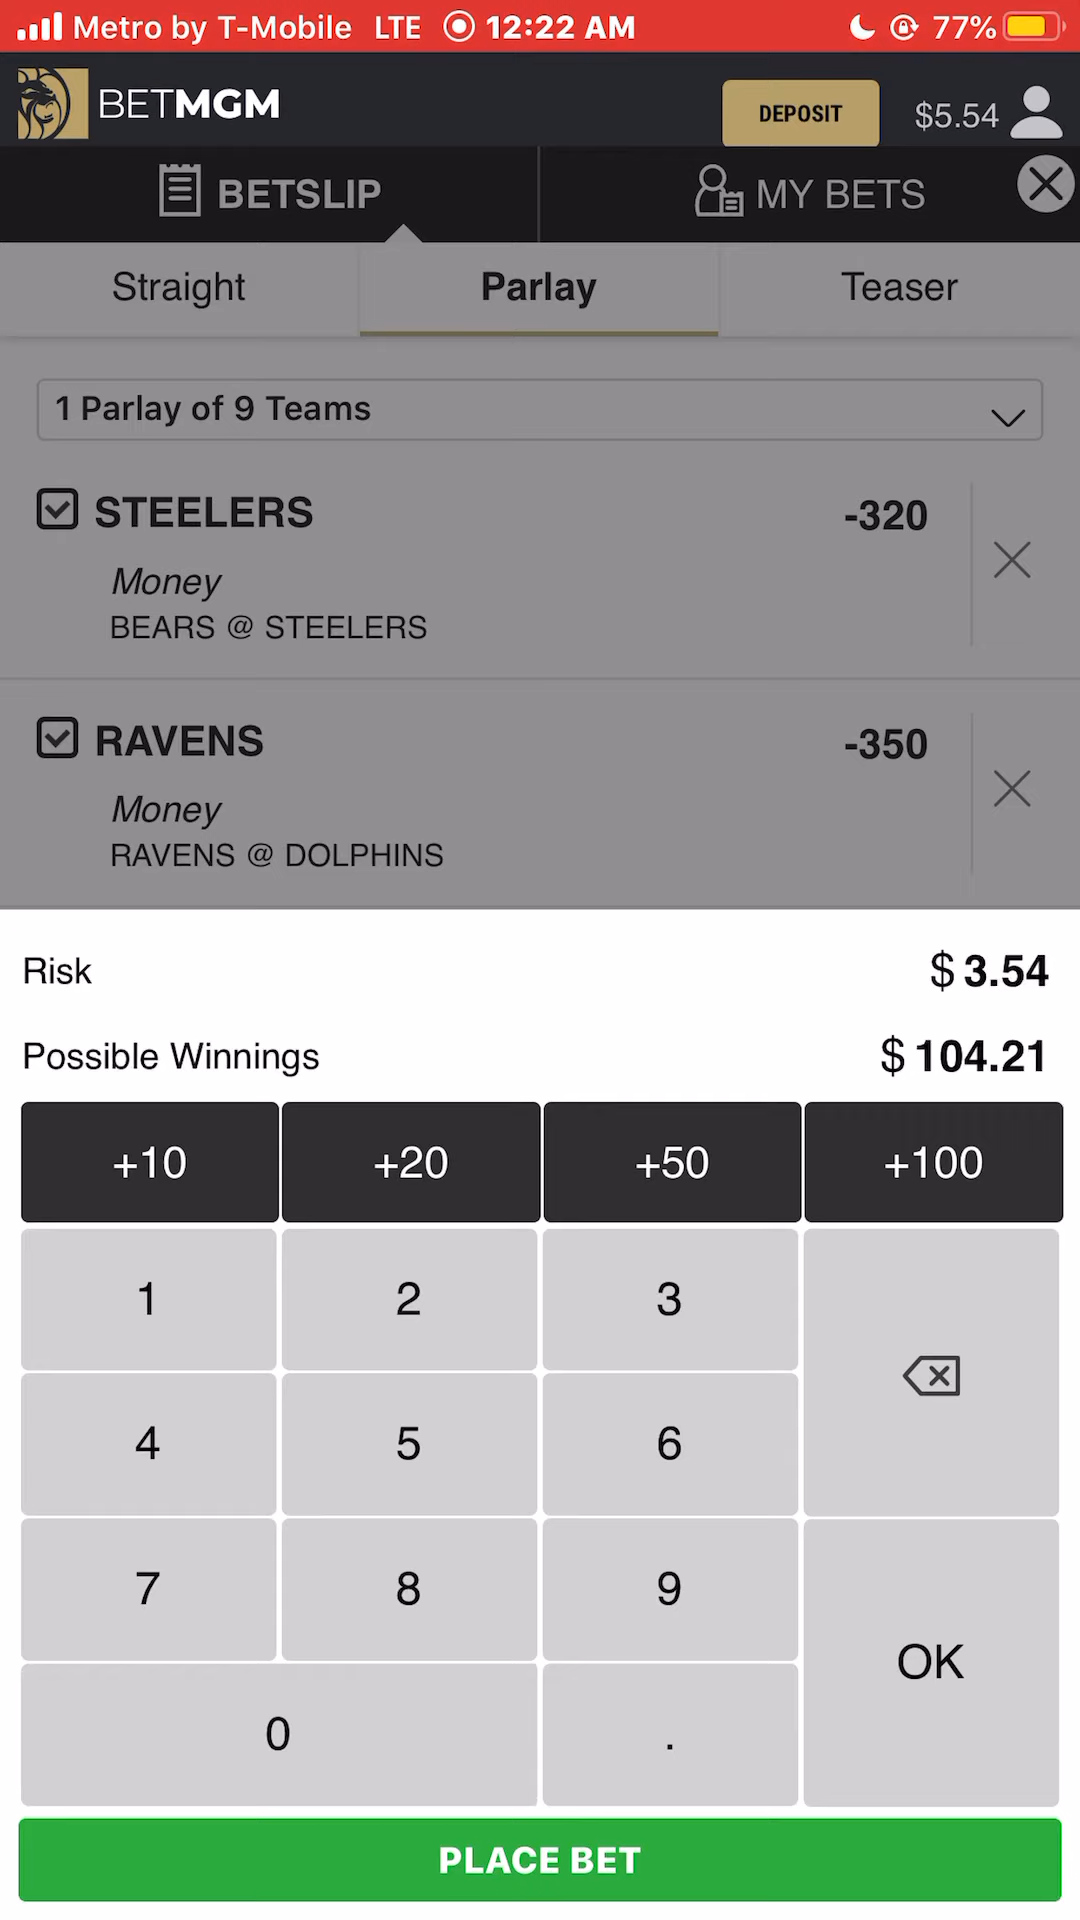 Metro by T-Mobile LTE 12:22 AM 77%
BETMGM
DEPOSIT
$5.54
BETSLIP
MY BETS
Straight
Parlay
Teaser
1 Parlay of 9 Teams
STEELERS
-320
Money
BEARS @ STEELERS
RAVENS
-350
Money
RAVENS @ DOLPHINS
Risk
$ 3.54
Possible Winnings
$ 104.21
+10
+20
+50
+100
1
2
3
4
5
6
7
8
9
OK
0
.
PLACE BET